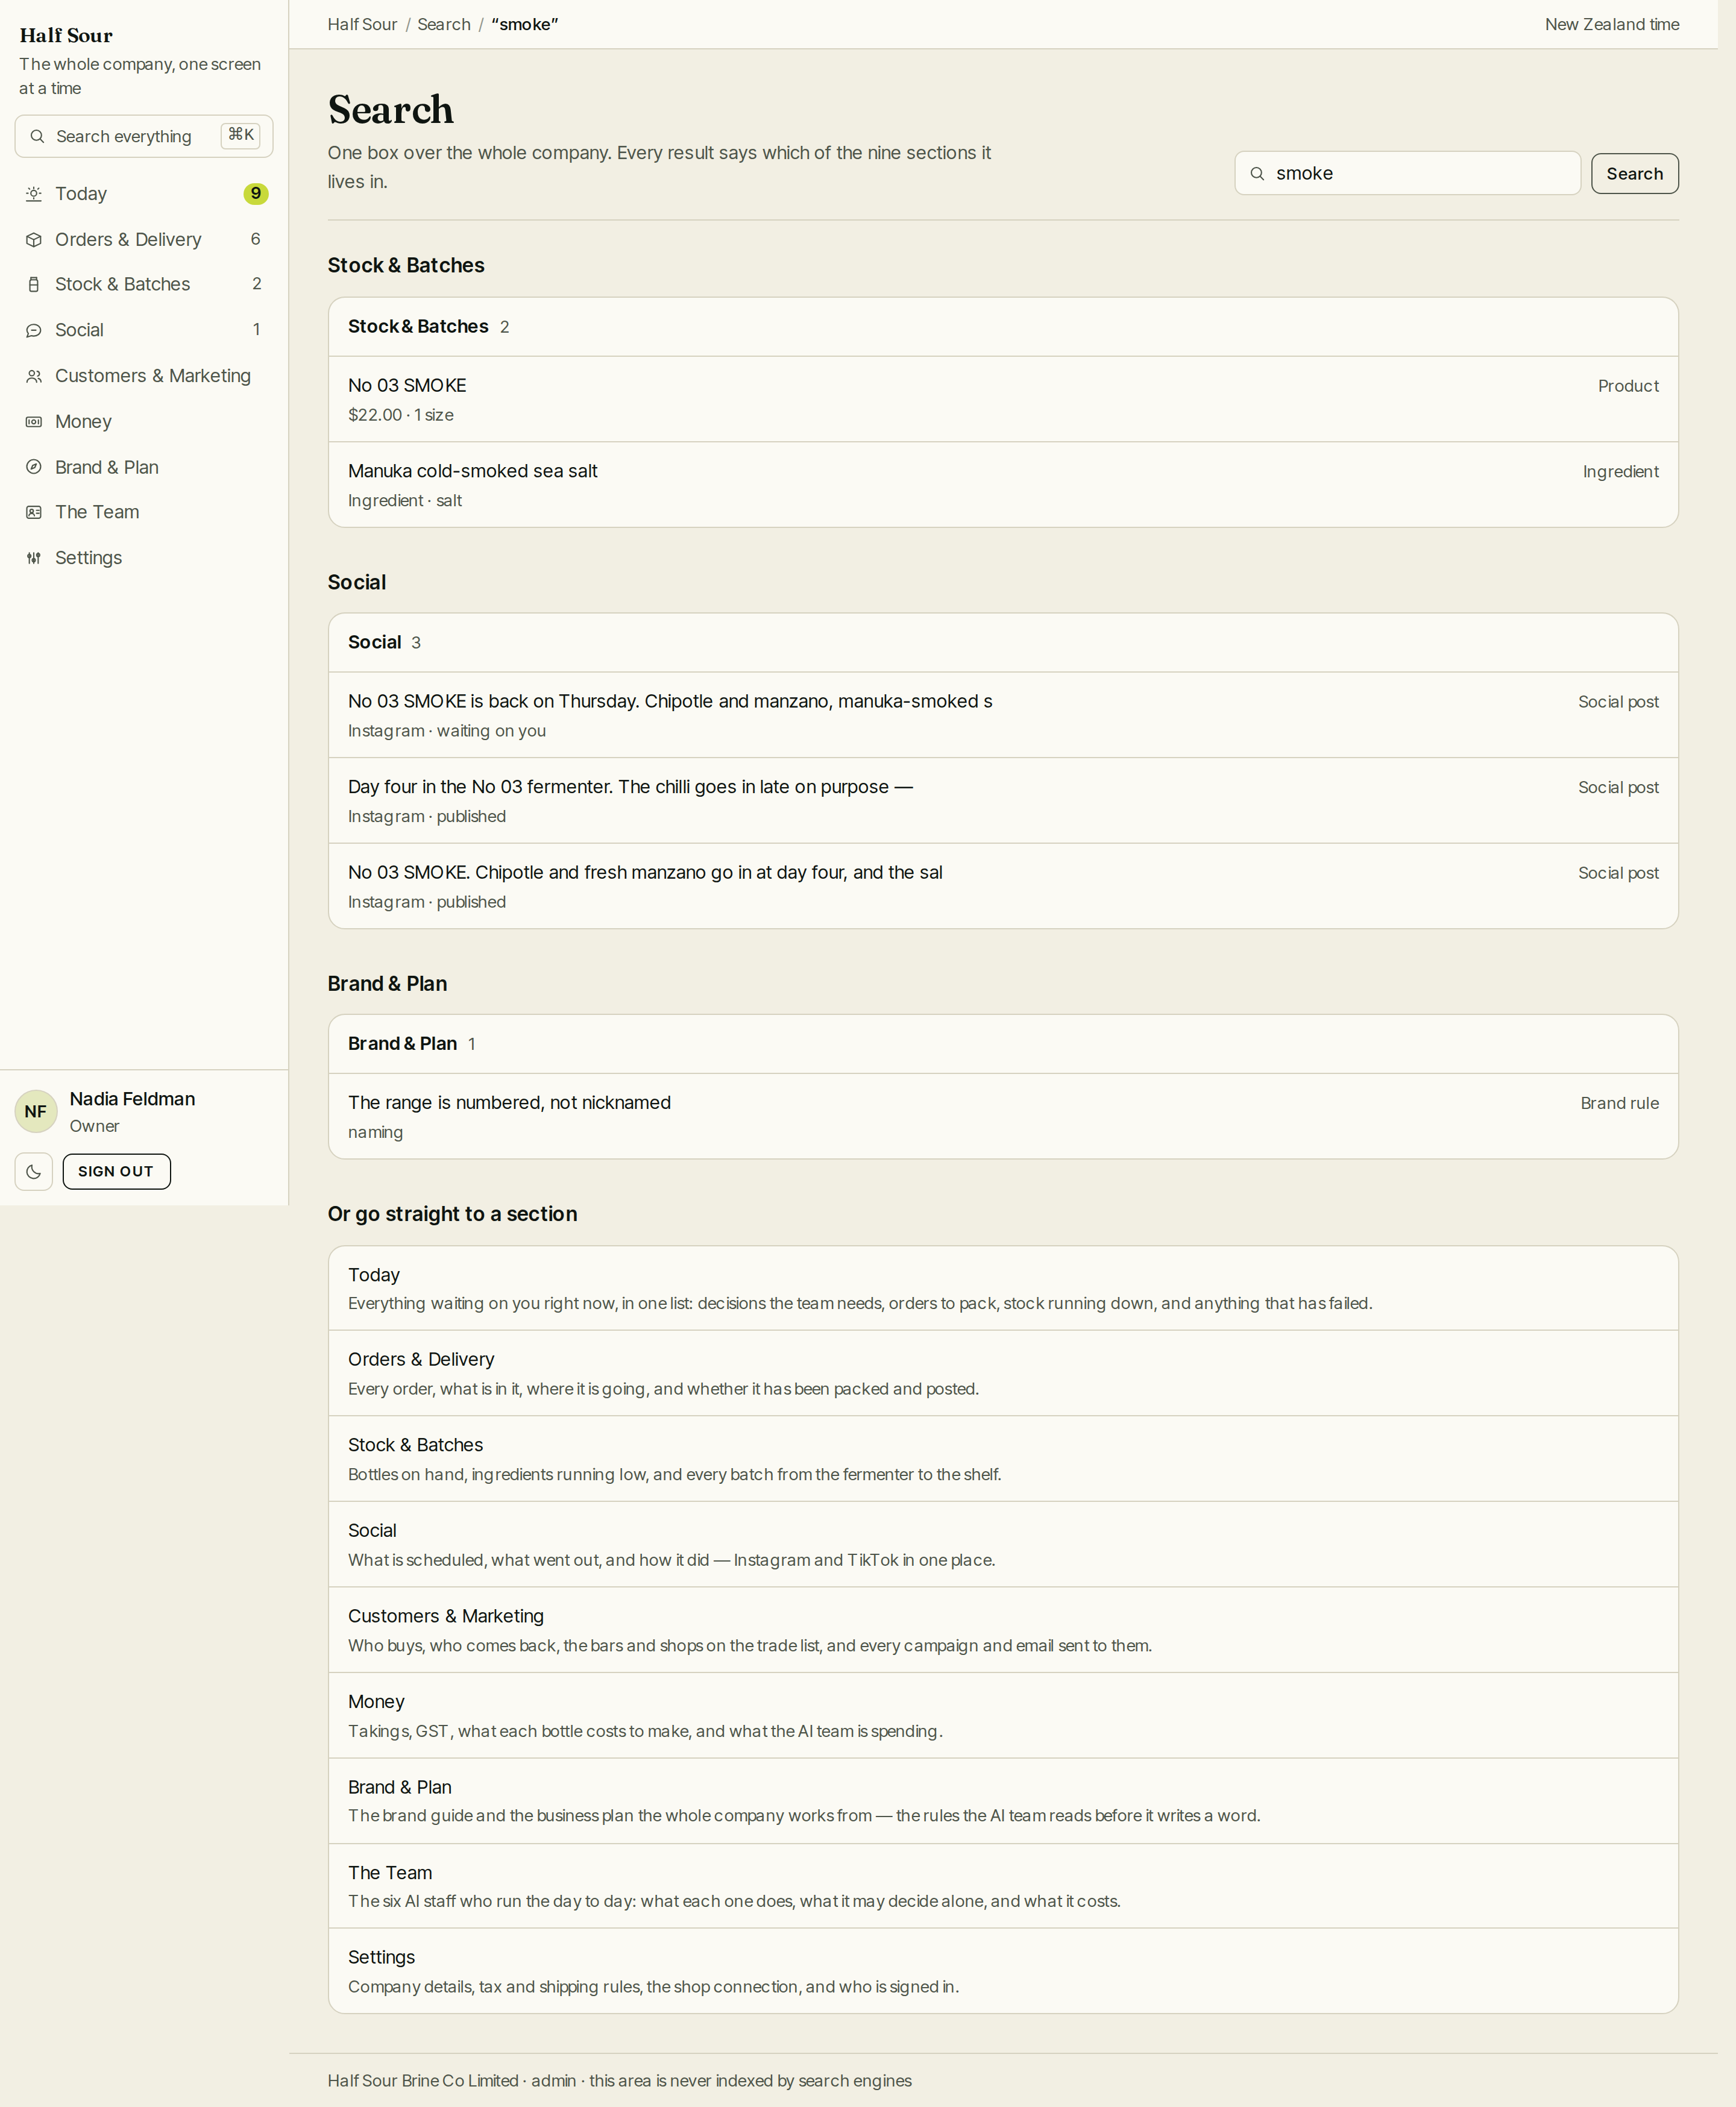 Half Sour
The whole company, one screen
at a time
Search everything ⌘K
Today 9
Orders & Delivery 6
Stock & Batches 2
Social 1
Customers & Marketing
Money
Brand & Plan
The Team
Settings
NF
Nadia Feldman
Owner
SIGN OUT
Half Sour / Search / “smoke”
New Zealand time
Search
One box over the whole company. Every result says which of the nine sections it
lives in.
smoke
Search
Stock & Batches
Stock & Batches 2
No 03 SMOKE
Product
$22.00 · 1 size
Manuka cold-smoked sea salt
Ingredient
Ingredient · salt
Social
Social 3
No 03 SMOKE is back on Thursday. Chipotle and manzano, manuka-smoked s
Social post
Instagram · waiting on you
Day four in the No 03 fermenter. The chilli goes in late on purpose —
Social post
Instagram · published
No 03 SMOKE. Chipotle and fresh manzano go in at day four, and the sal
Social post
Instagram · published
Brand & Plan
Brand & Plan 1
The range is numbered, not nicknamed
Brand rule
naming
Or go straight to a section
Today
Everything waiting on you right now, in one list: decisions the team needs, orders to pack, stock running down, and anything that has failed.
Orders & Delivery
Every order, what is in it, where it is going, and whether it has been packed and posted.
Stock & Batches
Bottles on hand, ingredients running low, and every batch from the fermenter to the shelf.
Social
What is scheduled, what went out, and how it did — Instagram and TikTok in one place.
Customers & Marketing
Who buys, who comes back, the bars and shops on the trade list, and every campaign and email sent to them.
Money
Takings, GST, what each bottle costs to make, and what the AI team is spending.
Brand & Plan
The brand guide and the business plan the whole company works from — the rules the AI team reads before it writes a word.
The Team
The six AI staff who run the day to day: what each one does, what it may decide alone, and what it costs.
Settings
Company details, tax and shipping rules, the shop connection, and who is signed in.
Half Sour Brine Co Limited · admin · this area is never indexed by search engines